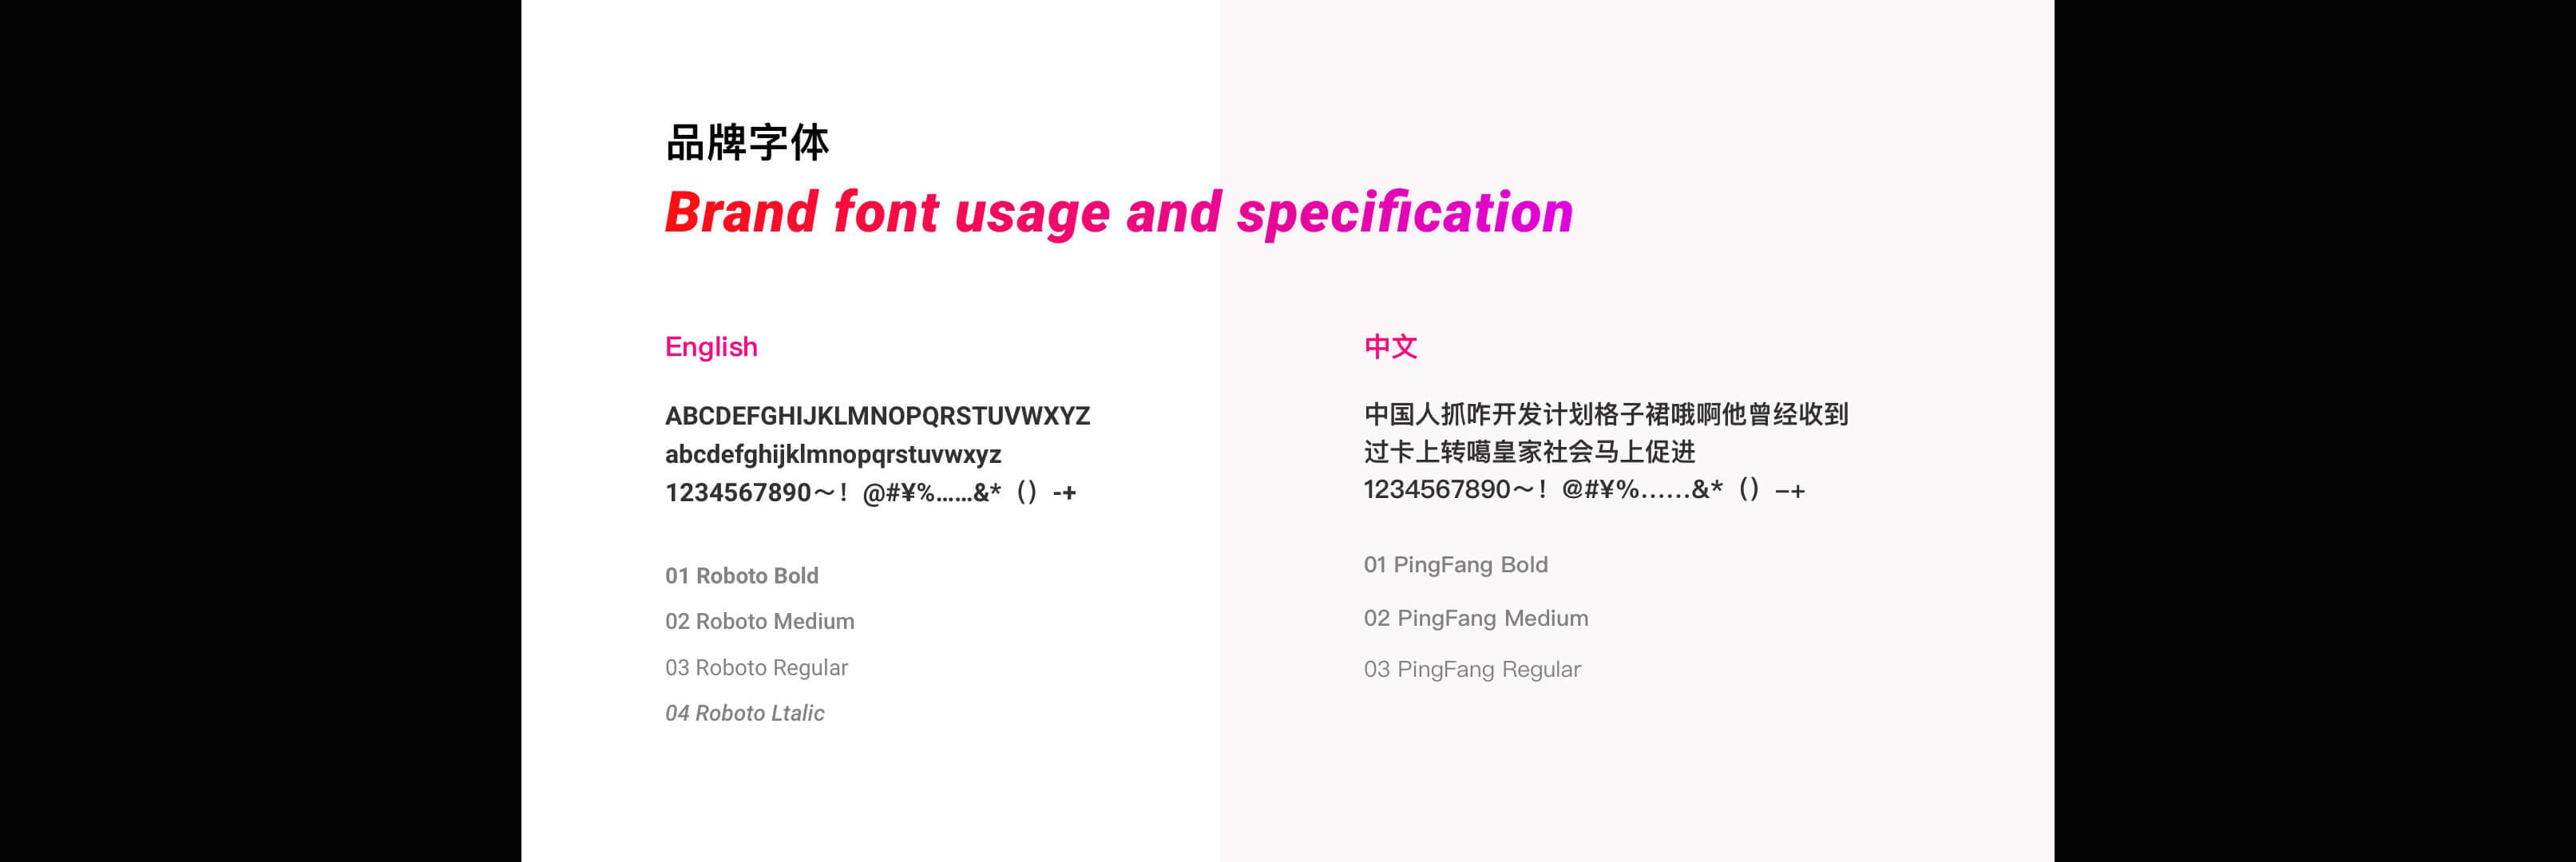 品牌字体
Brand font usage and specification
English
ABCDEFGHIJKLMNOPQRSTUVWXYZ
abcdefghijklmnopqrstuvwxyz
1234567890～！@#¥%……&*（）-+
01 Roboto Bold
02 Roboto Medium
03 Roboto Regular
04 Roboto Ltalic
中文
中国人抓咋开发计划格子裙哦啊他曾经收到
过卡上转噶皇家社会马上促进
1234567890～！@#¥%……&*（）–+
01 PingFang Bold
02 PingFang Medium
03 PingFang Regular